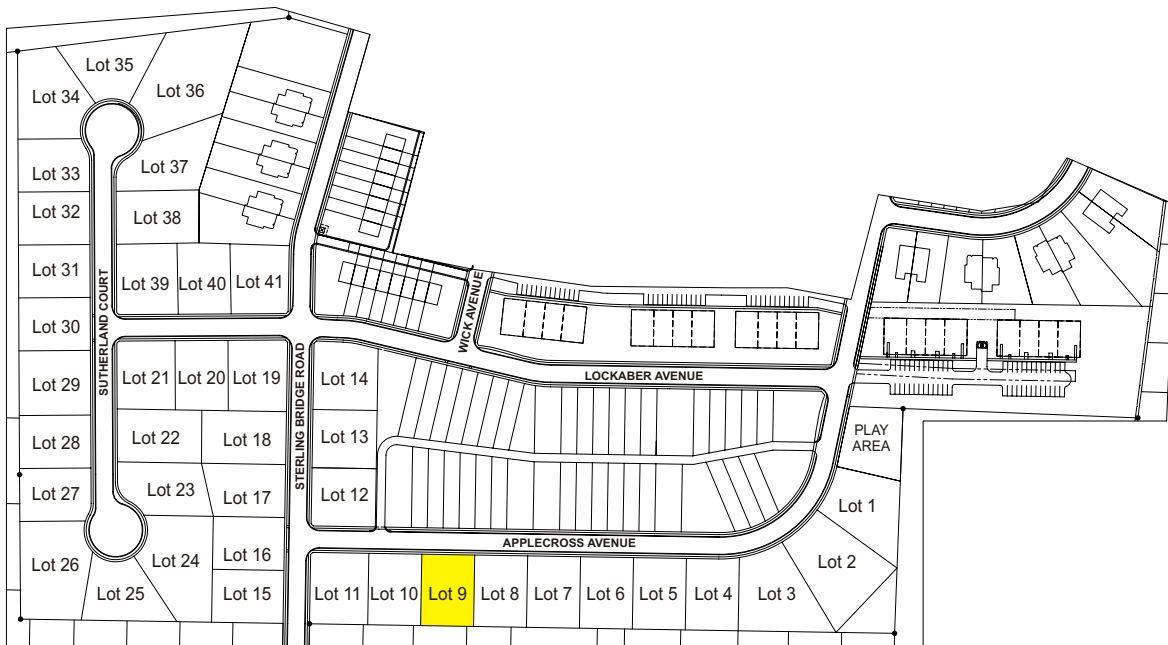 Lot 35
Lot 34
Lot 36
Lot 33
Lot 37
Lot 32
Lot 38
Lot 31
Lot 39
Lot 40
Lot 41
SUTHERLAND COURT
WICK AVENUE
Lot 30
Lot 29
Lot 21
Lot 20
Lot 19
STERLING BRIDGE ROAD
Lot 14
LOCKABER AVENUE
Lot 28
Lot 22
Lot 18
Lot 13
PLAY
AREA
Lot 27
Lot 23
Lot 17
Lot 12
Lot 1
APPLECROSS AVENUE
Lot 26
Lot 24
Lot 16
Lot 2
Lot 25
Lot 15
Lot 11
Lot 10
Lot 9
Lot 8
Lot 7
Lot 6
Lot 5
Lot 4
Lot 3